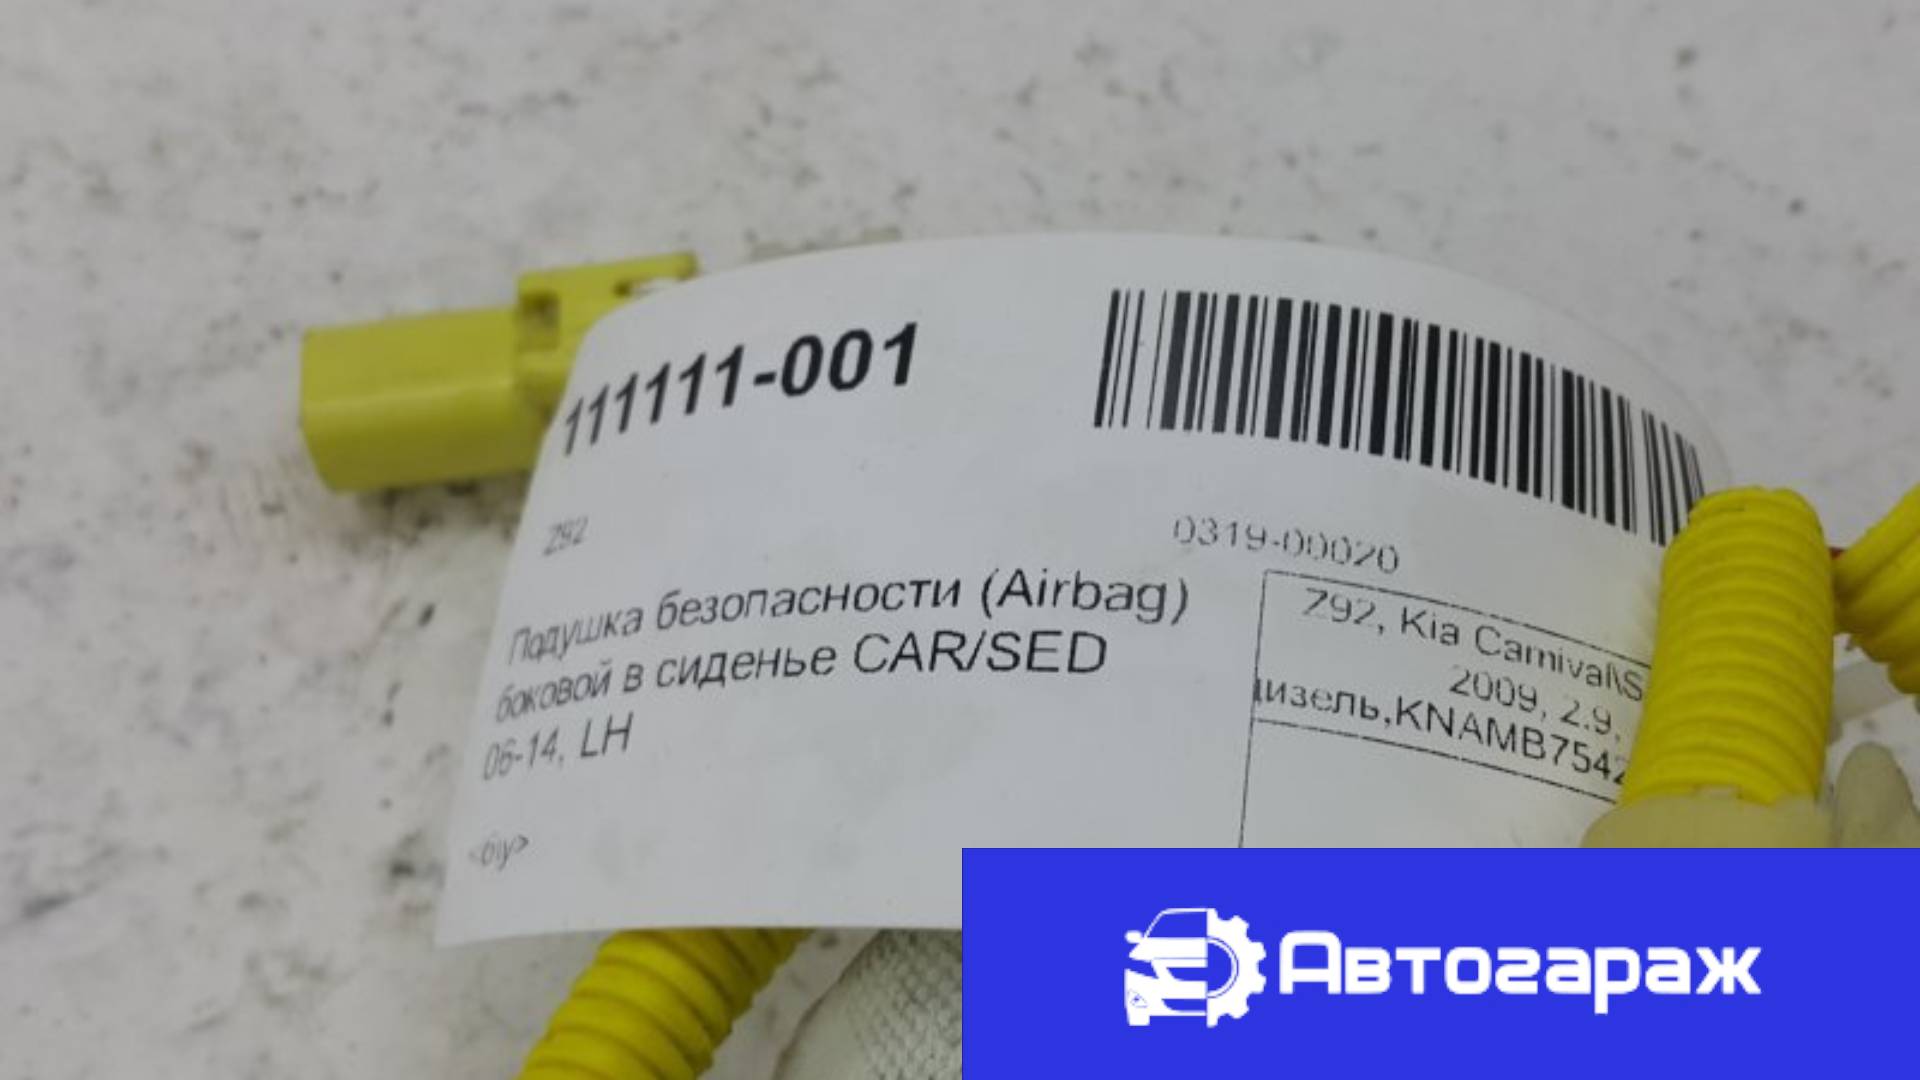 111111-001
Z92
Подушка безопасности (Airbag)
боковой в сиденье CAR/SED
06-14, LH
<б\у>
0319-00020
Z92, Kia Carnival\S
2009, 2.9,
дизель,KNAMB7542
Автогараж